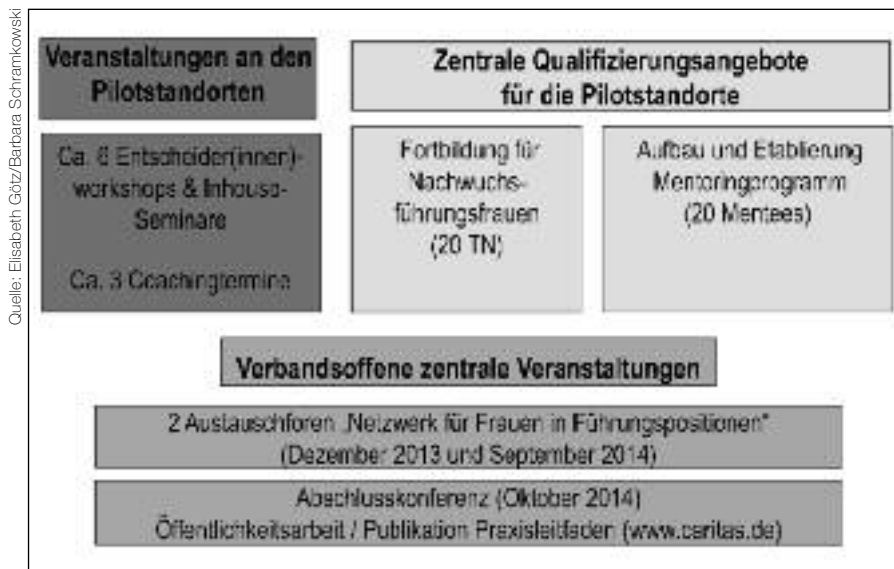 Quelle: Elisabeth Götz/Barbara Schramkowski
Veranstaltungen an den
Pilotstandorten
Ca. 6 Entscheider(innen)-
workshops & Inhouse-
Seminare
Ca. 3 Coachingtermine
Zentrale Qualifizierungsangebote
für die Pilotstandorte
Fortbildung für
Nachwuchs-
führungsfrauen
(20 TN)
Aufbau und Etablierung
Mentoringprogramm
(20 Mentees)
Verbandsoffene zentrale Veranstaltungen
2 Austauschforen „Netzwerk für Frauen in Führungspositionen“
(Dezember 2013 und September 2014)
Abschlusskonferenz (Oktober 2014)
Öffentlichkeitsarbeit / Publikation Praxisleitfaden (www.caritas.de)